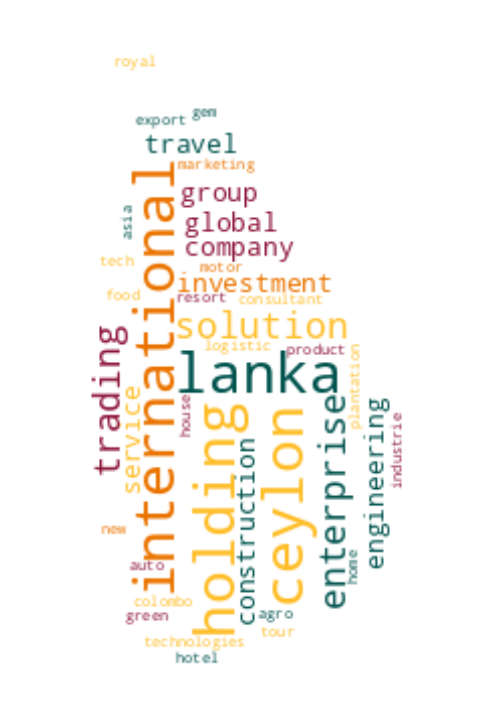 royal
gem
export
travel
marketing
international
group
asia
global
company
tech
motor
investment
food
resort
consultant
solution
trading
logistic
product
lanka
plantation
service
house
holding
ceylon
enterprise
engineering
industrie
construction
new
home
auto
colombo
green
agro
tour
technologies
hotel